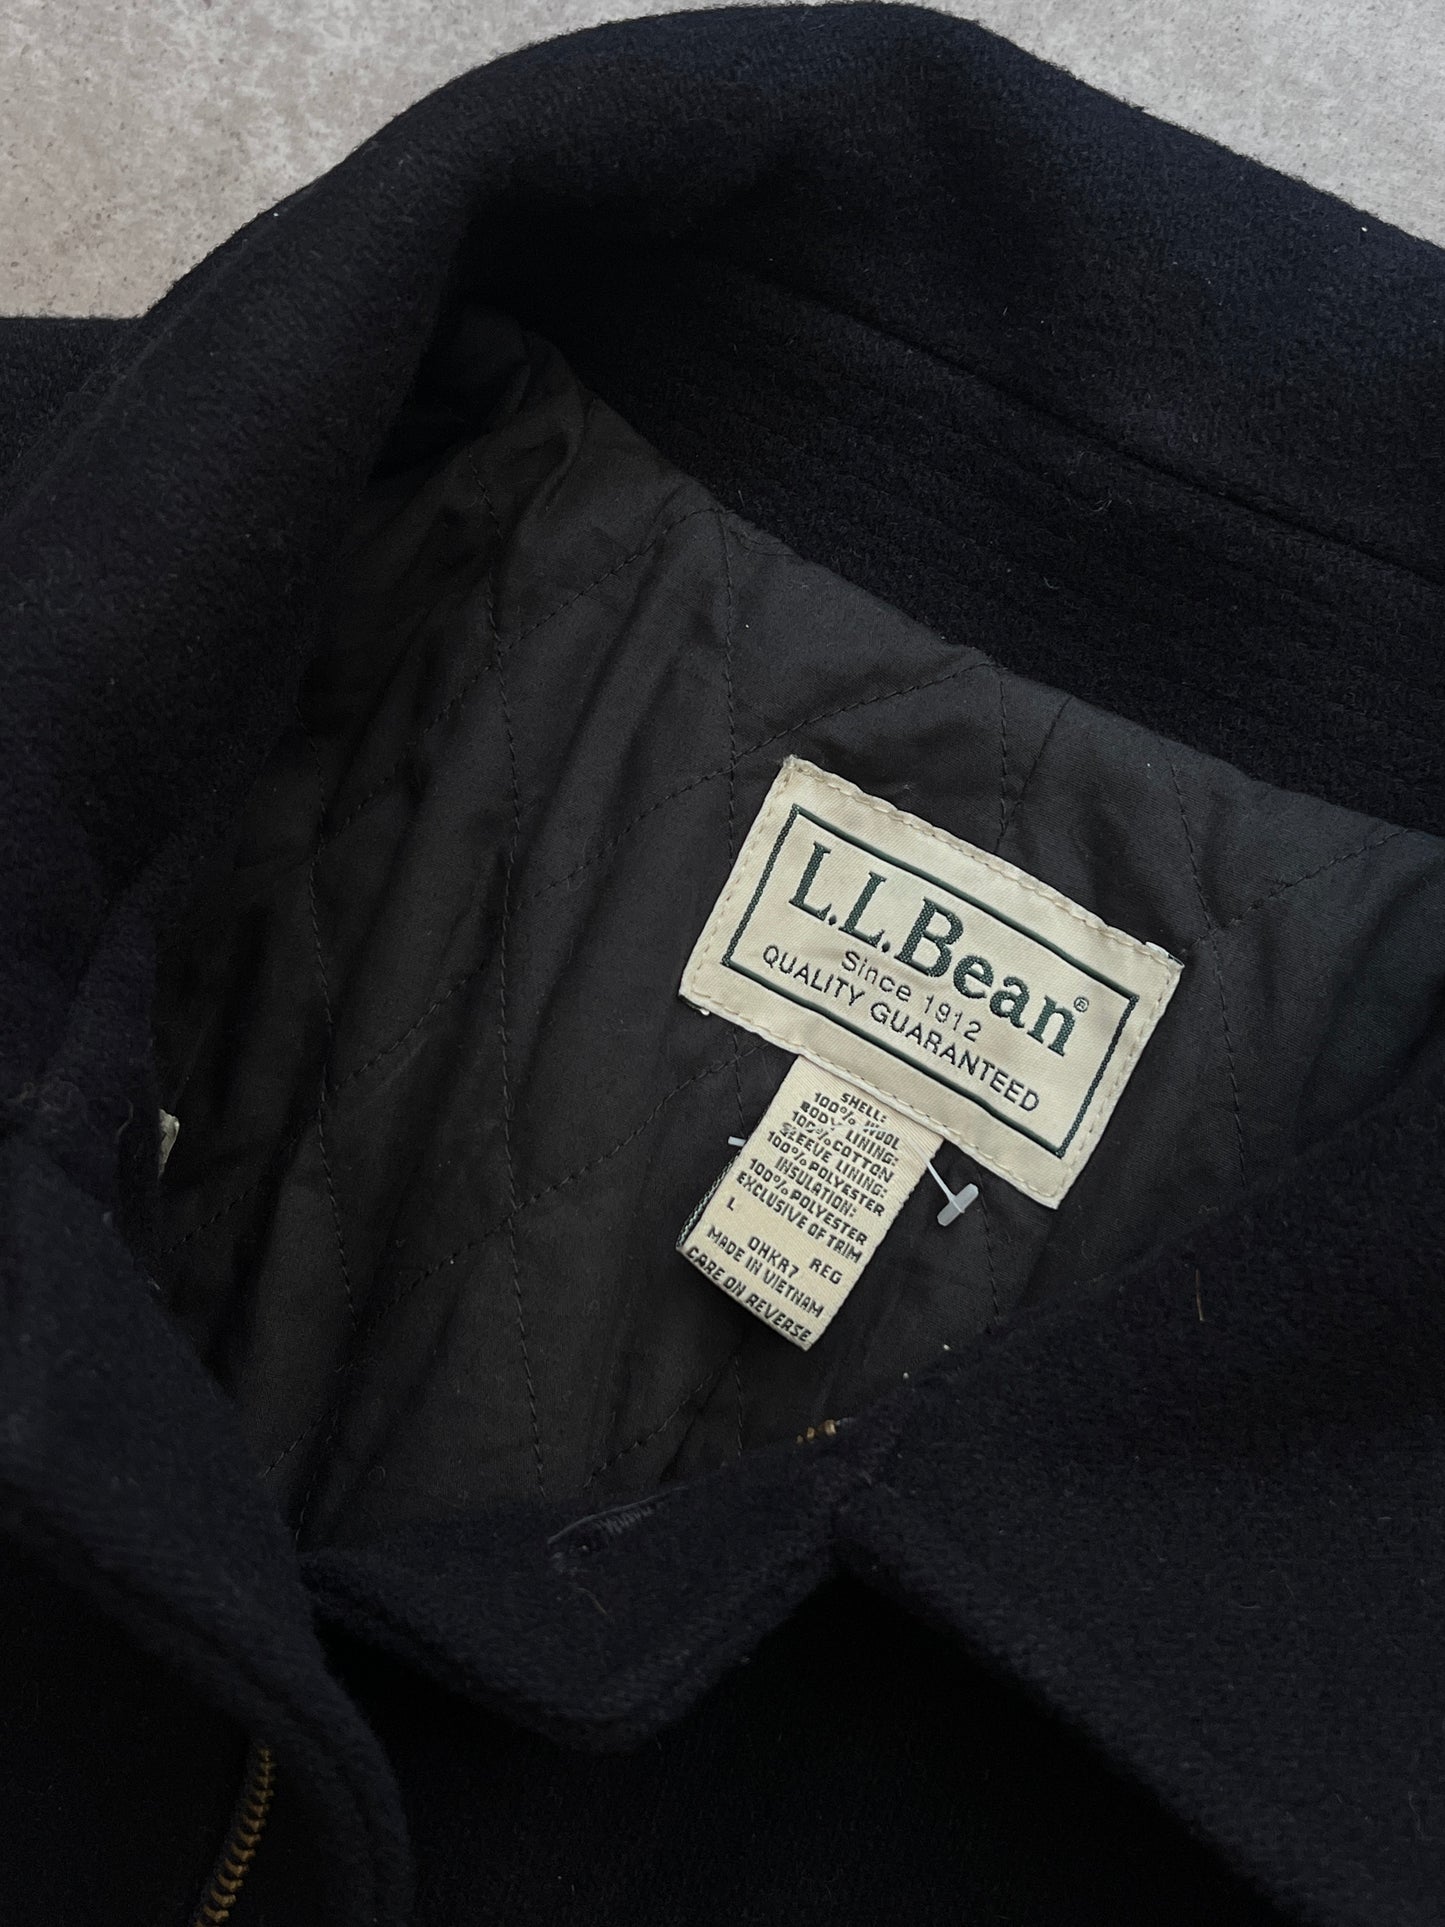 L.L.Bean®
Since 1912
QUALITY GUARANTEED
SHELL:
100% WOOL
BODY LINING:
100% COTTON
SLEEVE LINING:
100% POLYESTER
INSULATION:
100% POLYESTER
EXCLUSIVE OF TRIM
L REG
OHKR7
MADE IN VIETNAM
CARE ON REVERSE